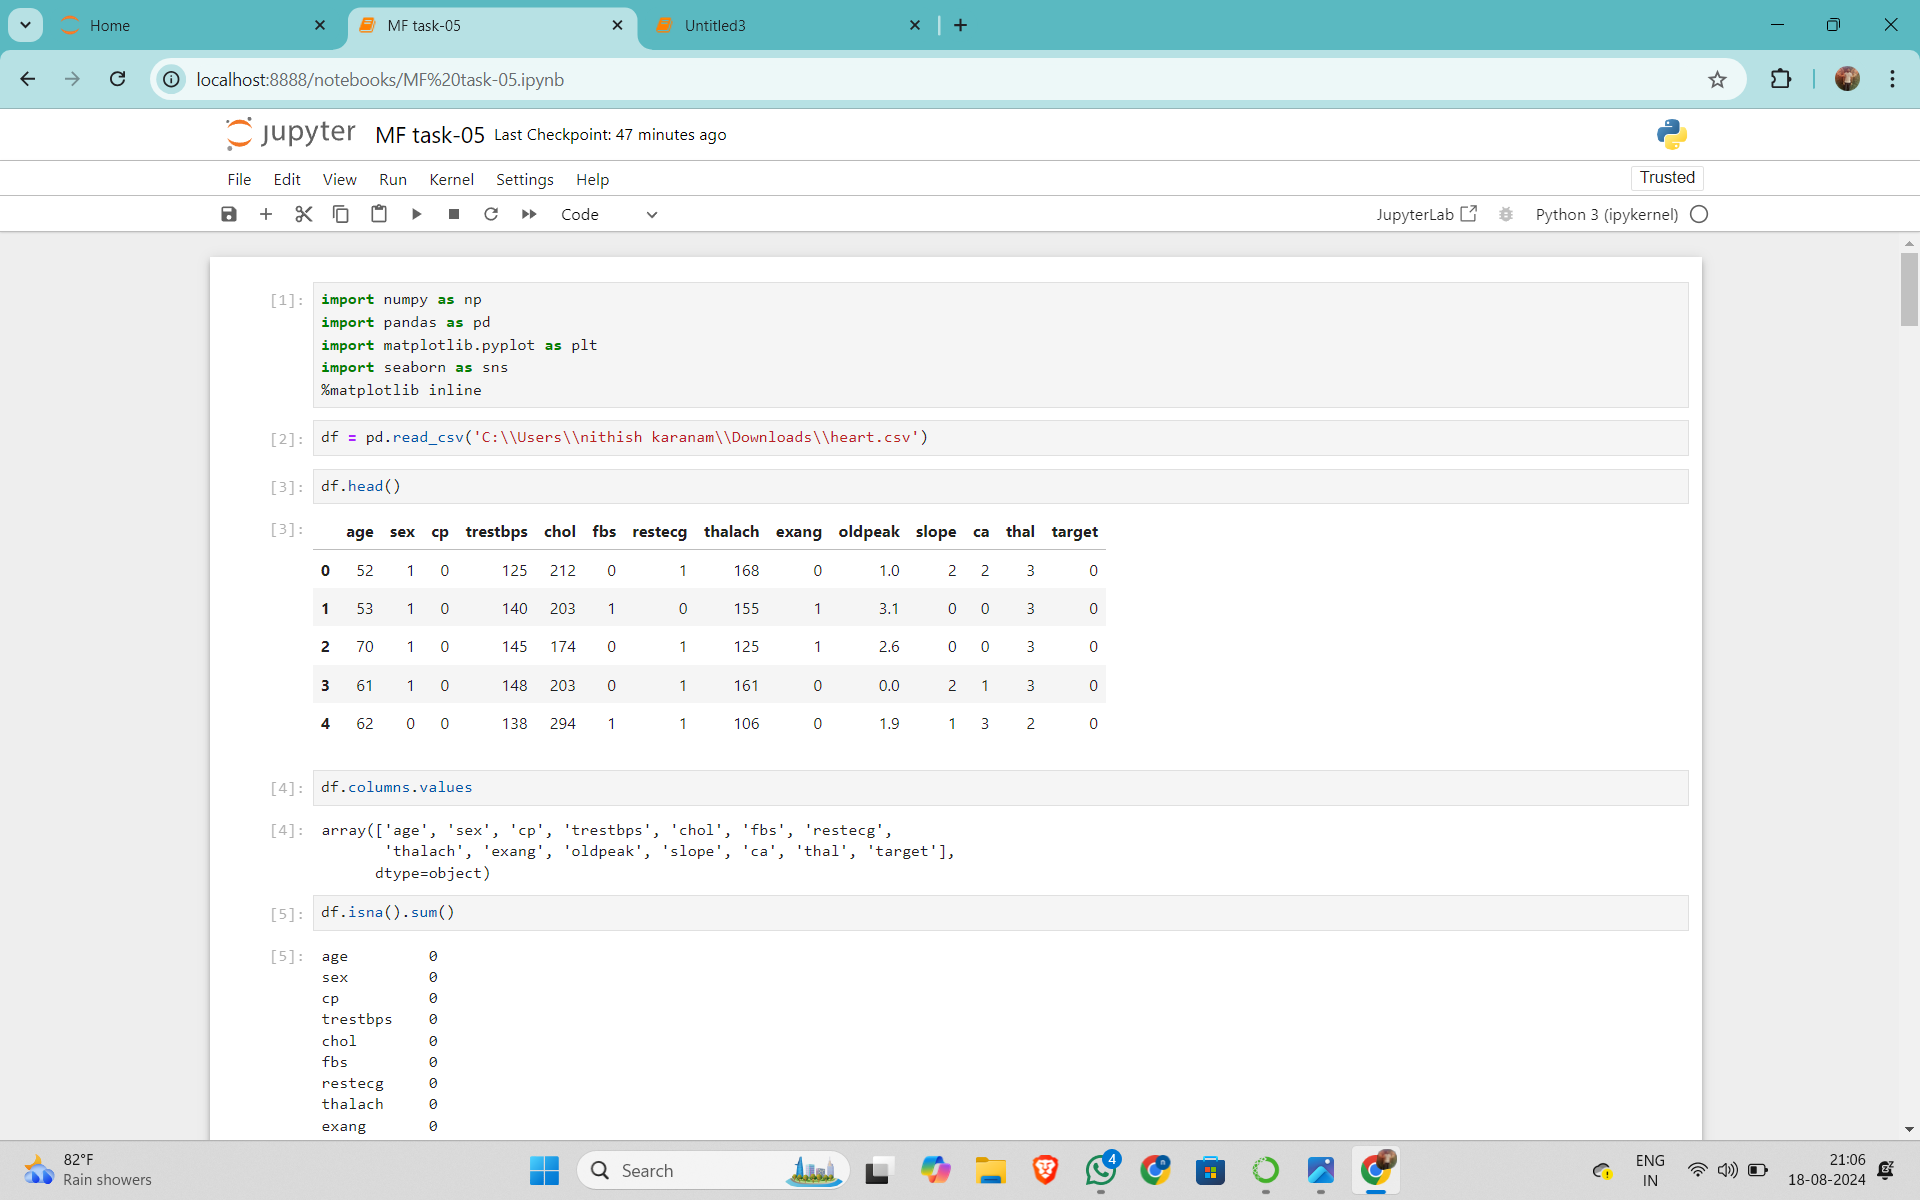 Home
MF task-05
Untitled3
localhost:8888/notebooks/MF%20task-05.ipynb
jupyter MF task-05 Last Checkpoint: 47 minutes ago
File Edit View Run Kernel Settings Help
Trusted
Code
JupyterLab
Python 3 (ipykernel)
[1]: import numpy as np
import pandas as pd
import matplotlib.pyplot as plt
import seaborn as sns
%matplotlib inline
[2]: df = pd.read_csv('C:\\Users\\nithish karanam\\Downloads\\heart.csv')
[3]: df.head()
[3]: age sex cp trestbps chol fbs restecg thalach exang oldpeak slope ca thal target
0 52 1 0 125 212 0 1 168 0 1.0 2 2 3 0
1 53 1 0 140 203 1 0 155 1 3.1 0 0 3 0
2 70 1 0 145 174 0 1 125 1 2.6 0 0 3 0
3 61 1 0 148 203 0 1 161 0 0.0 2 1 3 0
4 62 0 0 138 294 1 1 106 0 1.9 1 3 2 0
[4]: df.columns.values
[4]: array(['age', 'sex', 'cp', 'trestbps', 'chol', 'fbs', 'restecg',
'thalach', 'exang', 'oldpeak', 'slope', 'ca', 'thal', 'target'],
dtype=object)
[5]: df.isna().sum()
[5]: age 0
sex 0
cp 0
trestbps 0
chol 0
fbs 0
restecg 0
thalach 0
exang 0
82°F
Rain showers
Search
4
ENG
IN
21:06
18-08-2024